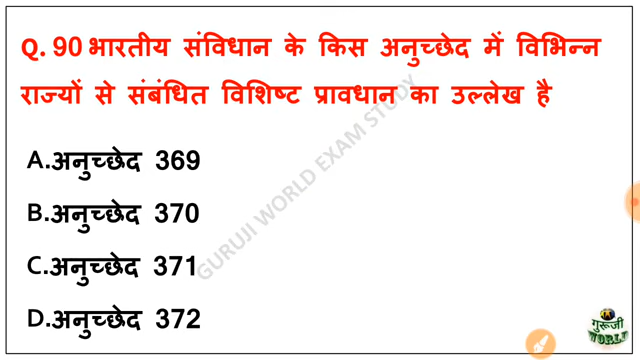 Q. 90 भारतीय संविधान के किस अनुच्छेद में विभिन्न
राज्यों से संबंधित विशिष्ट प्रावधान का उल्लेख है
A.अनुच्छेद 369
B.अनुच्छेद 370
C.अनुच्छेद 371
D.अनुच्छेद 372
GURUJI WORLD EXAM STUDY
गुरूजी
WORLD